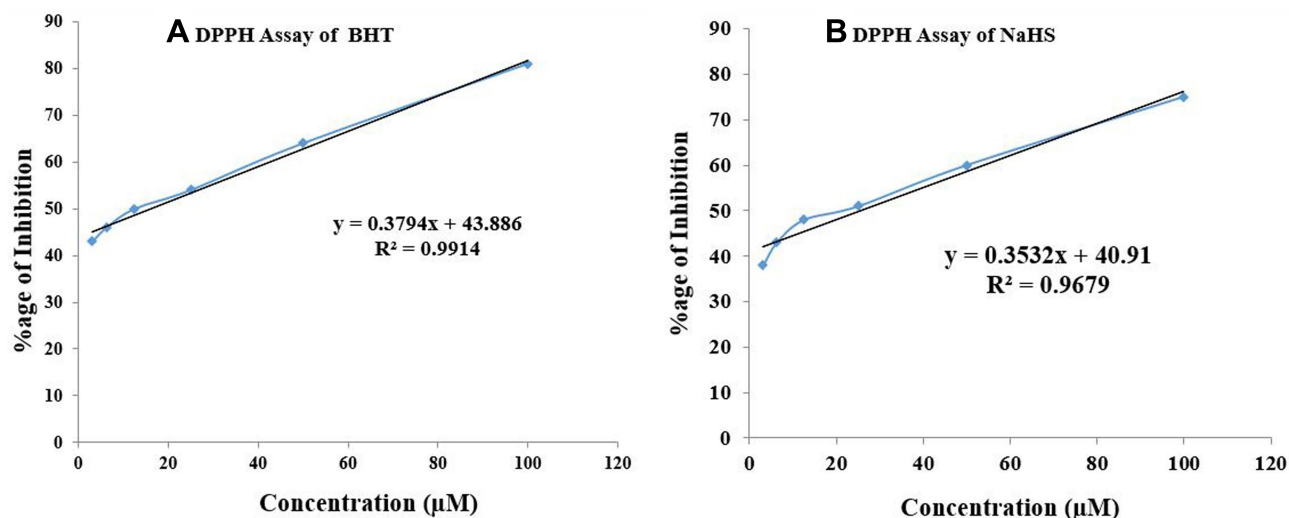 A DPPH Assay of BHT
90
80
70
60
50
40
30
20
10
0
%age of Inhibition
y = 0.3794x + 43.886
R² = 0.9914
0 20 40 60 80 100 120
Concentration (µM)
B DPPH Assay of NaHS
90
80
70
60
50
40
30
20
10
0
%age of Inhibition
y = 0.3532x + 40.91
R² = 0.9679
0 20 40 60 80 100 120
Concentration (µM)